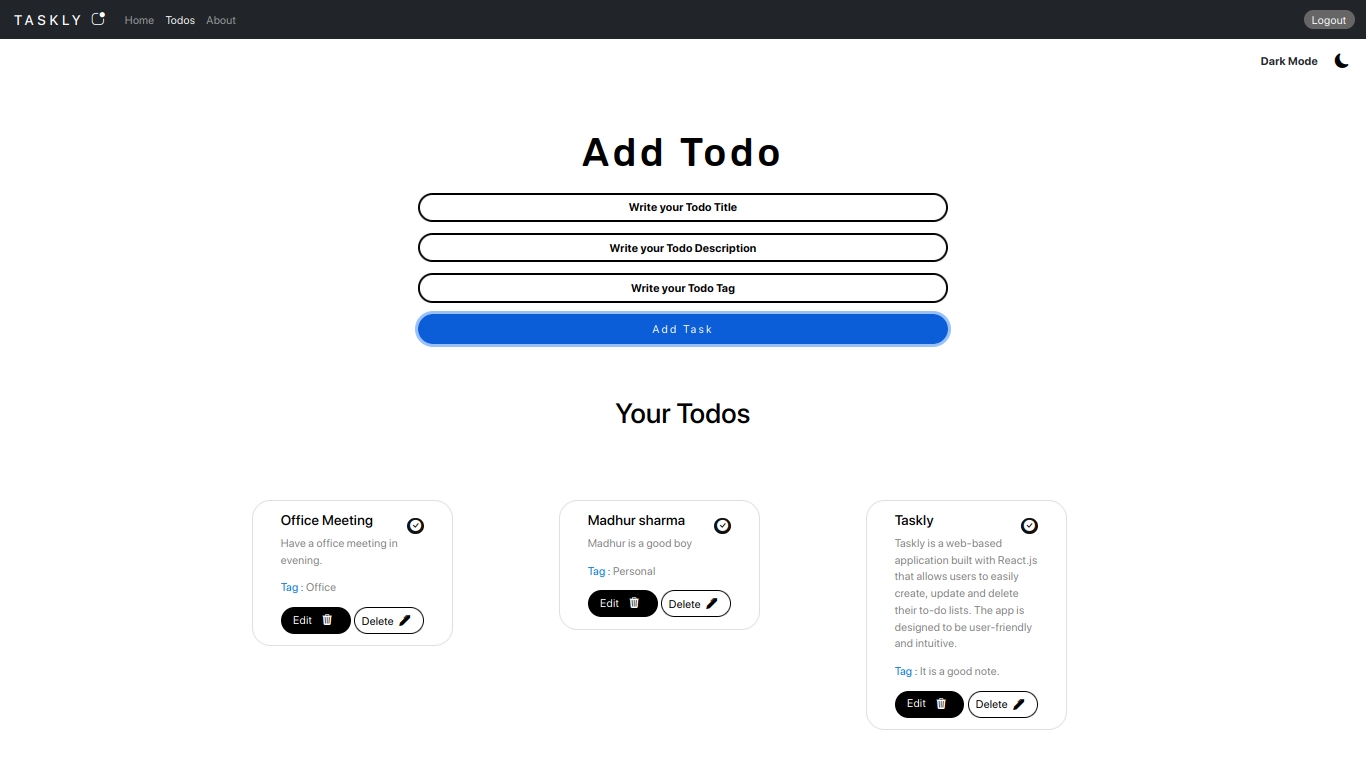 TASKLY
Home Todos About
Logout
Dark Mode
Add Todo
Write your Todo Title
Write your Todo Description
Write your Todo Tag
Add Task
Your Todos
Office Meeting
Have a office meeting in
evening.
Tag : Office
Edit Delete
Madhur sharma
Madhur is a good boy
Tag : Personal
Edit Delete
Taskly
Taskly is a web-based
application built with React.js
that allows users to easily
create, update and delete
their to-do lists. The app is
designed to be user-friendly
and intuitive.
Tag : It is a good note.
Edit Delete